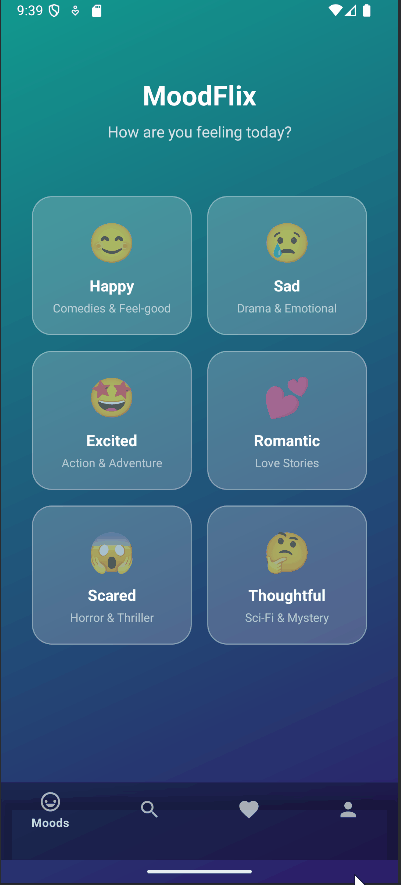 9:39
MoodFlix
How are you feeling today?
Happy
Comedies & Feel-good
Sad
Drama & Emotional
Excited
Action & Adventure
Romantic
Love Stories
Scared
Horror & Thriller
Thoughtful
Sci-Fi & Mystery
Moods